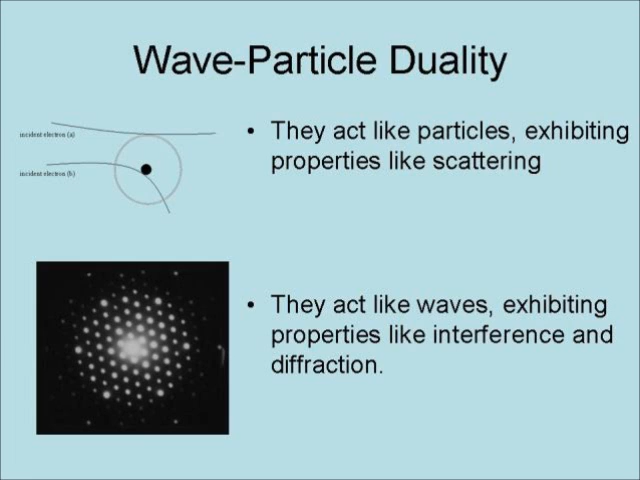 Wave-Particle Duality
incident electron (a)
incident electron (b)
• They act like particles, exhibiting
properties like scattering
• They act like waves, exhibiting
properties like interference and
diffraction.